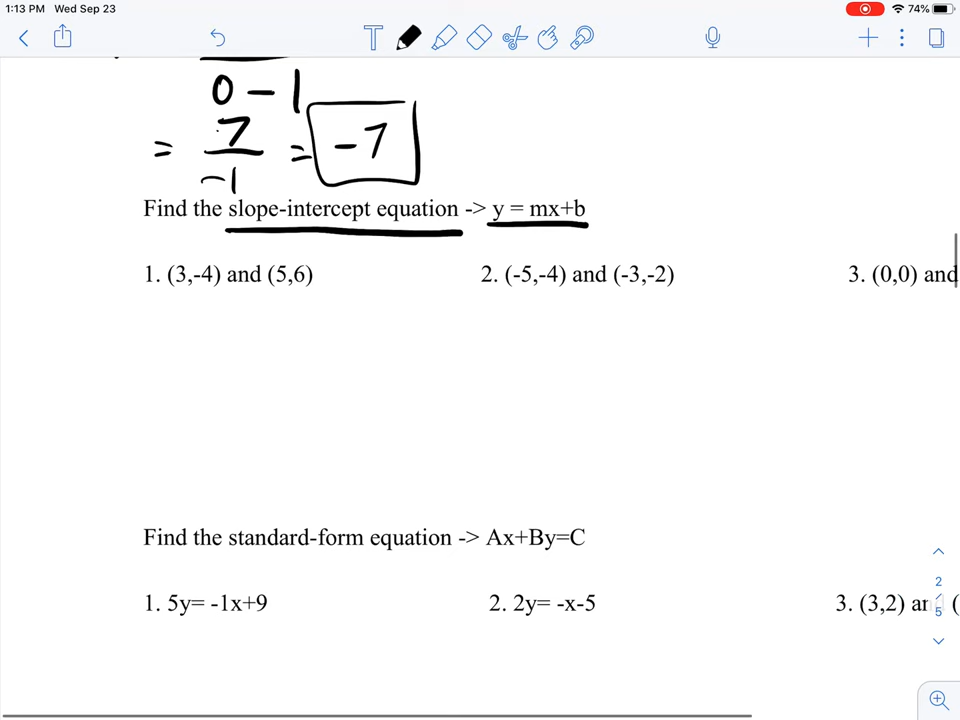 1:13 PM Wed Sep 23
74%
0 - 1
= 7/-1 = -7
Find the slope-intercept equation -> y = mx+b
1. (3,-4) and (5,6)
2. (-5,-4) and (-3,-2)
3. (0,0) and
Find the standard-form equation -> Ax+By=C
1. 5y= -1x+9
2. 2y= -x-5
3. (3,2) an (
2
5